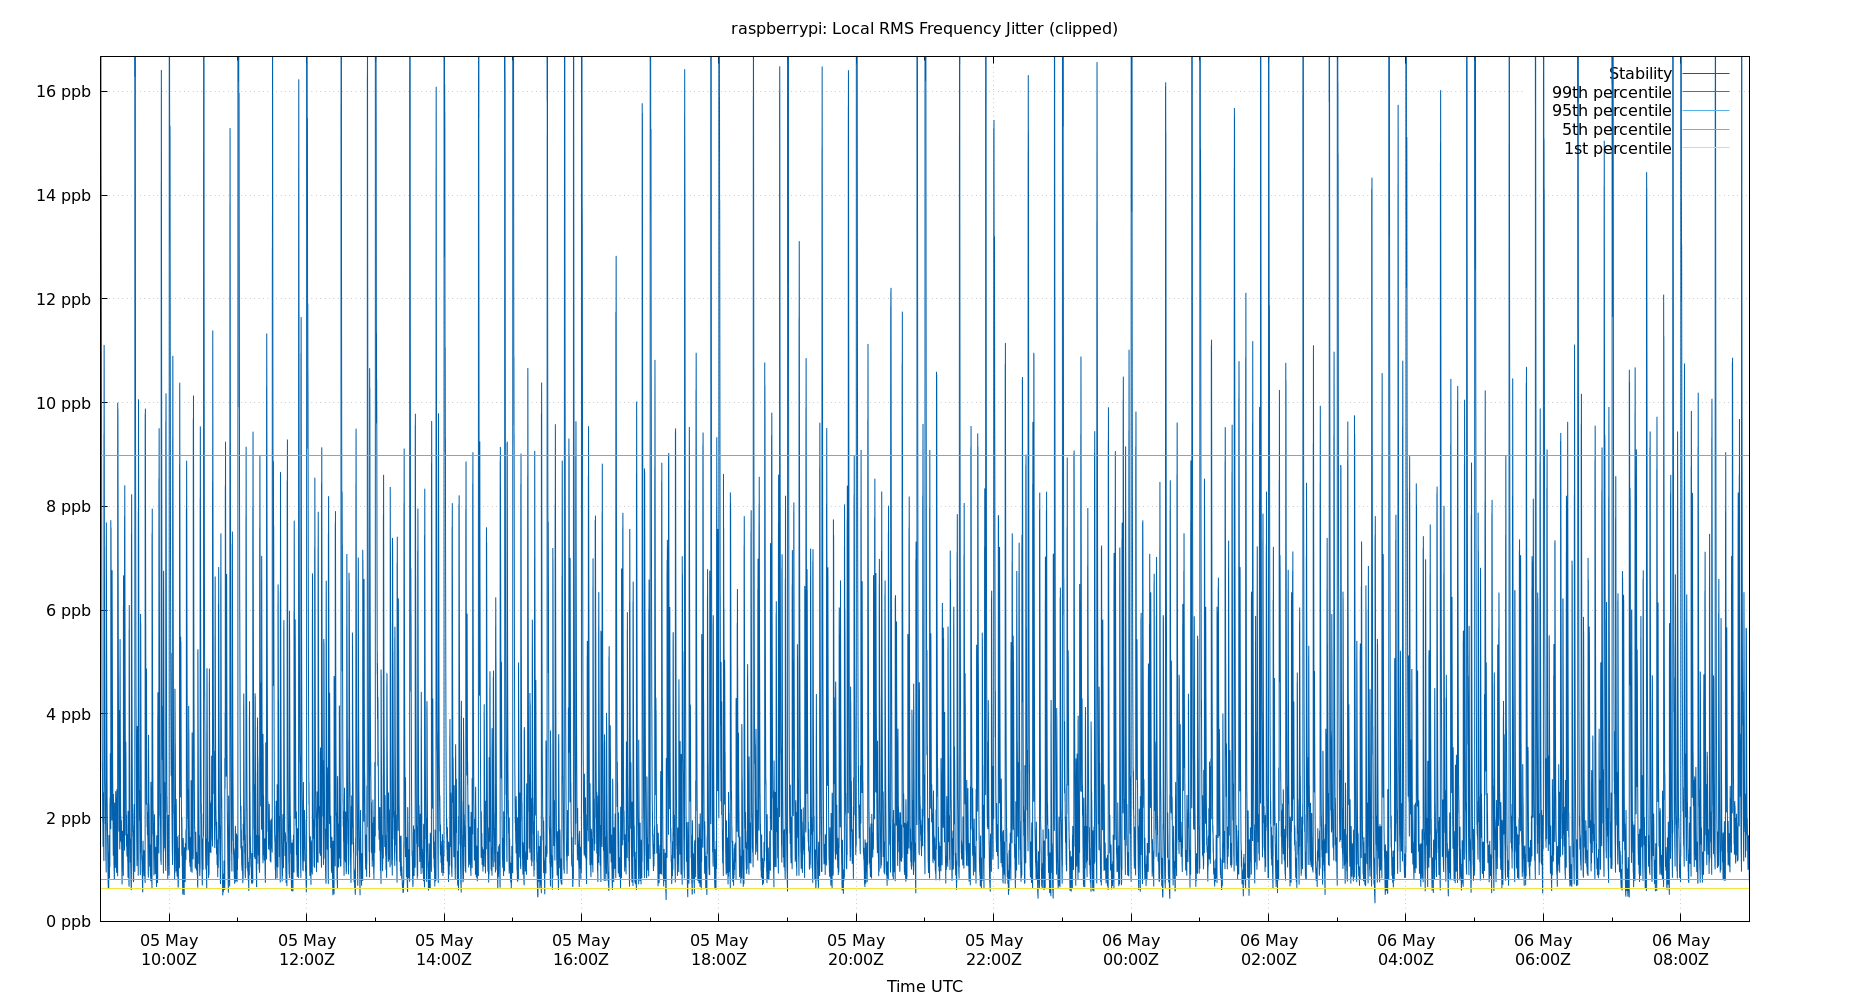 raspberrypi: Local RMS Frequency Jitter (clipped)
16 ppb
14 ppb
12 ppb
10 ppb
8 ppb
6 ppb
4 ppb
2 ppb
0 ppb
Stability
99th percentile
95th percentile
5th percentile
1st percentile
05 May 05 May 05 May 05 May 05 May 05 May 05 May 06 May 06 May 06 May 06 May 06 May
10:00Z 12:00Z 14:00Z 16:00Z 18:00Z 20:00Z 22:00Z 00:00Z 02:00Z 04:00Z 06:00Z 08:00Z
Time UTC